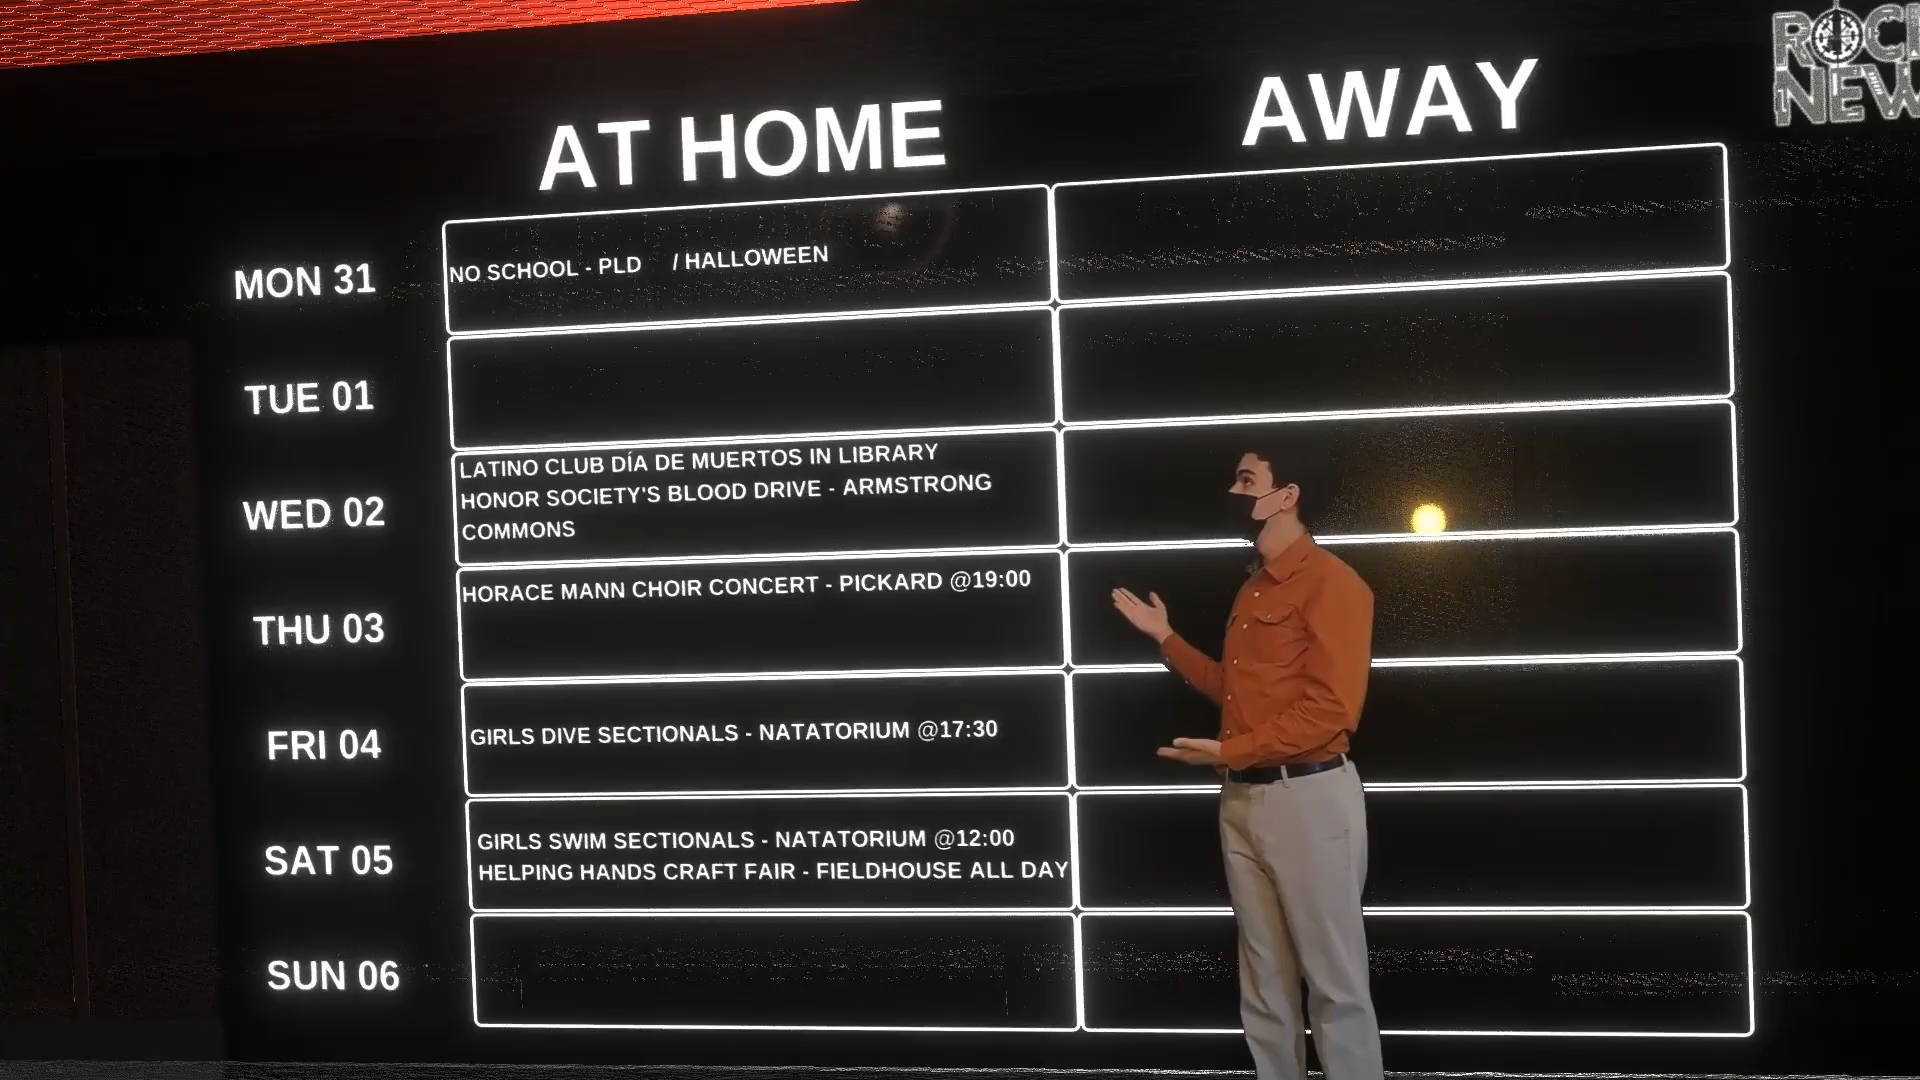 AT HOME
AWAY
MON 31
NO SCHOOL - PLD / HALLOWEEN
TUE 01
WED 02
LATINO CLUB DÍA DE MUERTOS IN LIBRARY
HONOR SOCIETY'S BLOOD DRIVE - ARMSTRONG
COMMONS
THU 03
HORACE MANN CHOIR CONCERT - PICKARD @19:00
FRI 04
GIRLS DIVE SECTIONALS - NATATORIUM @17:30
SAT 05
GIRLS SWIM SECTIONALS - NATATORIUM @12:00
HELPING HANDS CRAFT FAIR - FIELDHOUSE ALL DAY
SUN 06